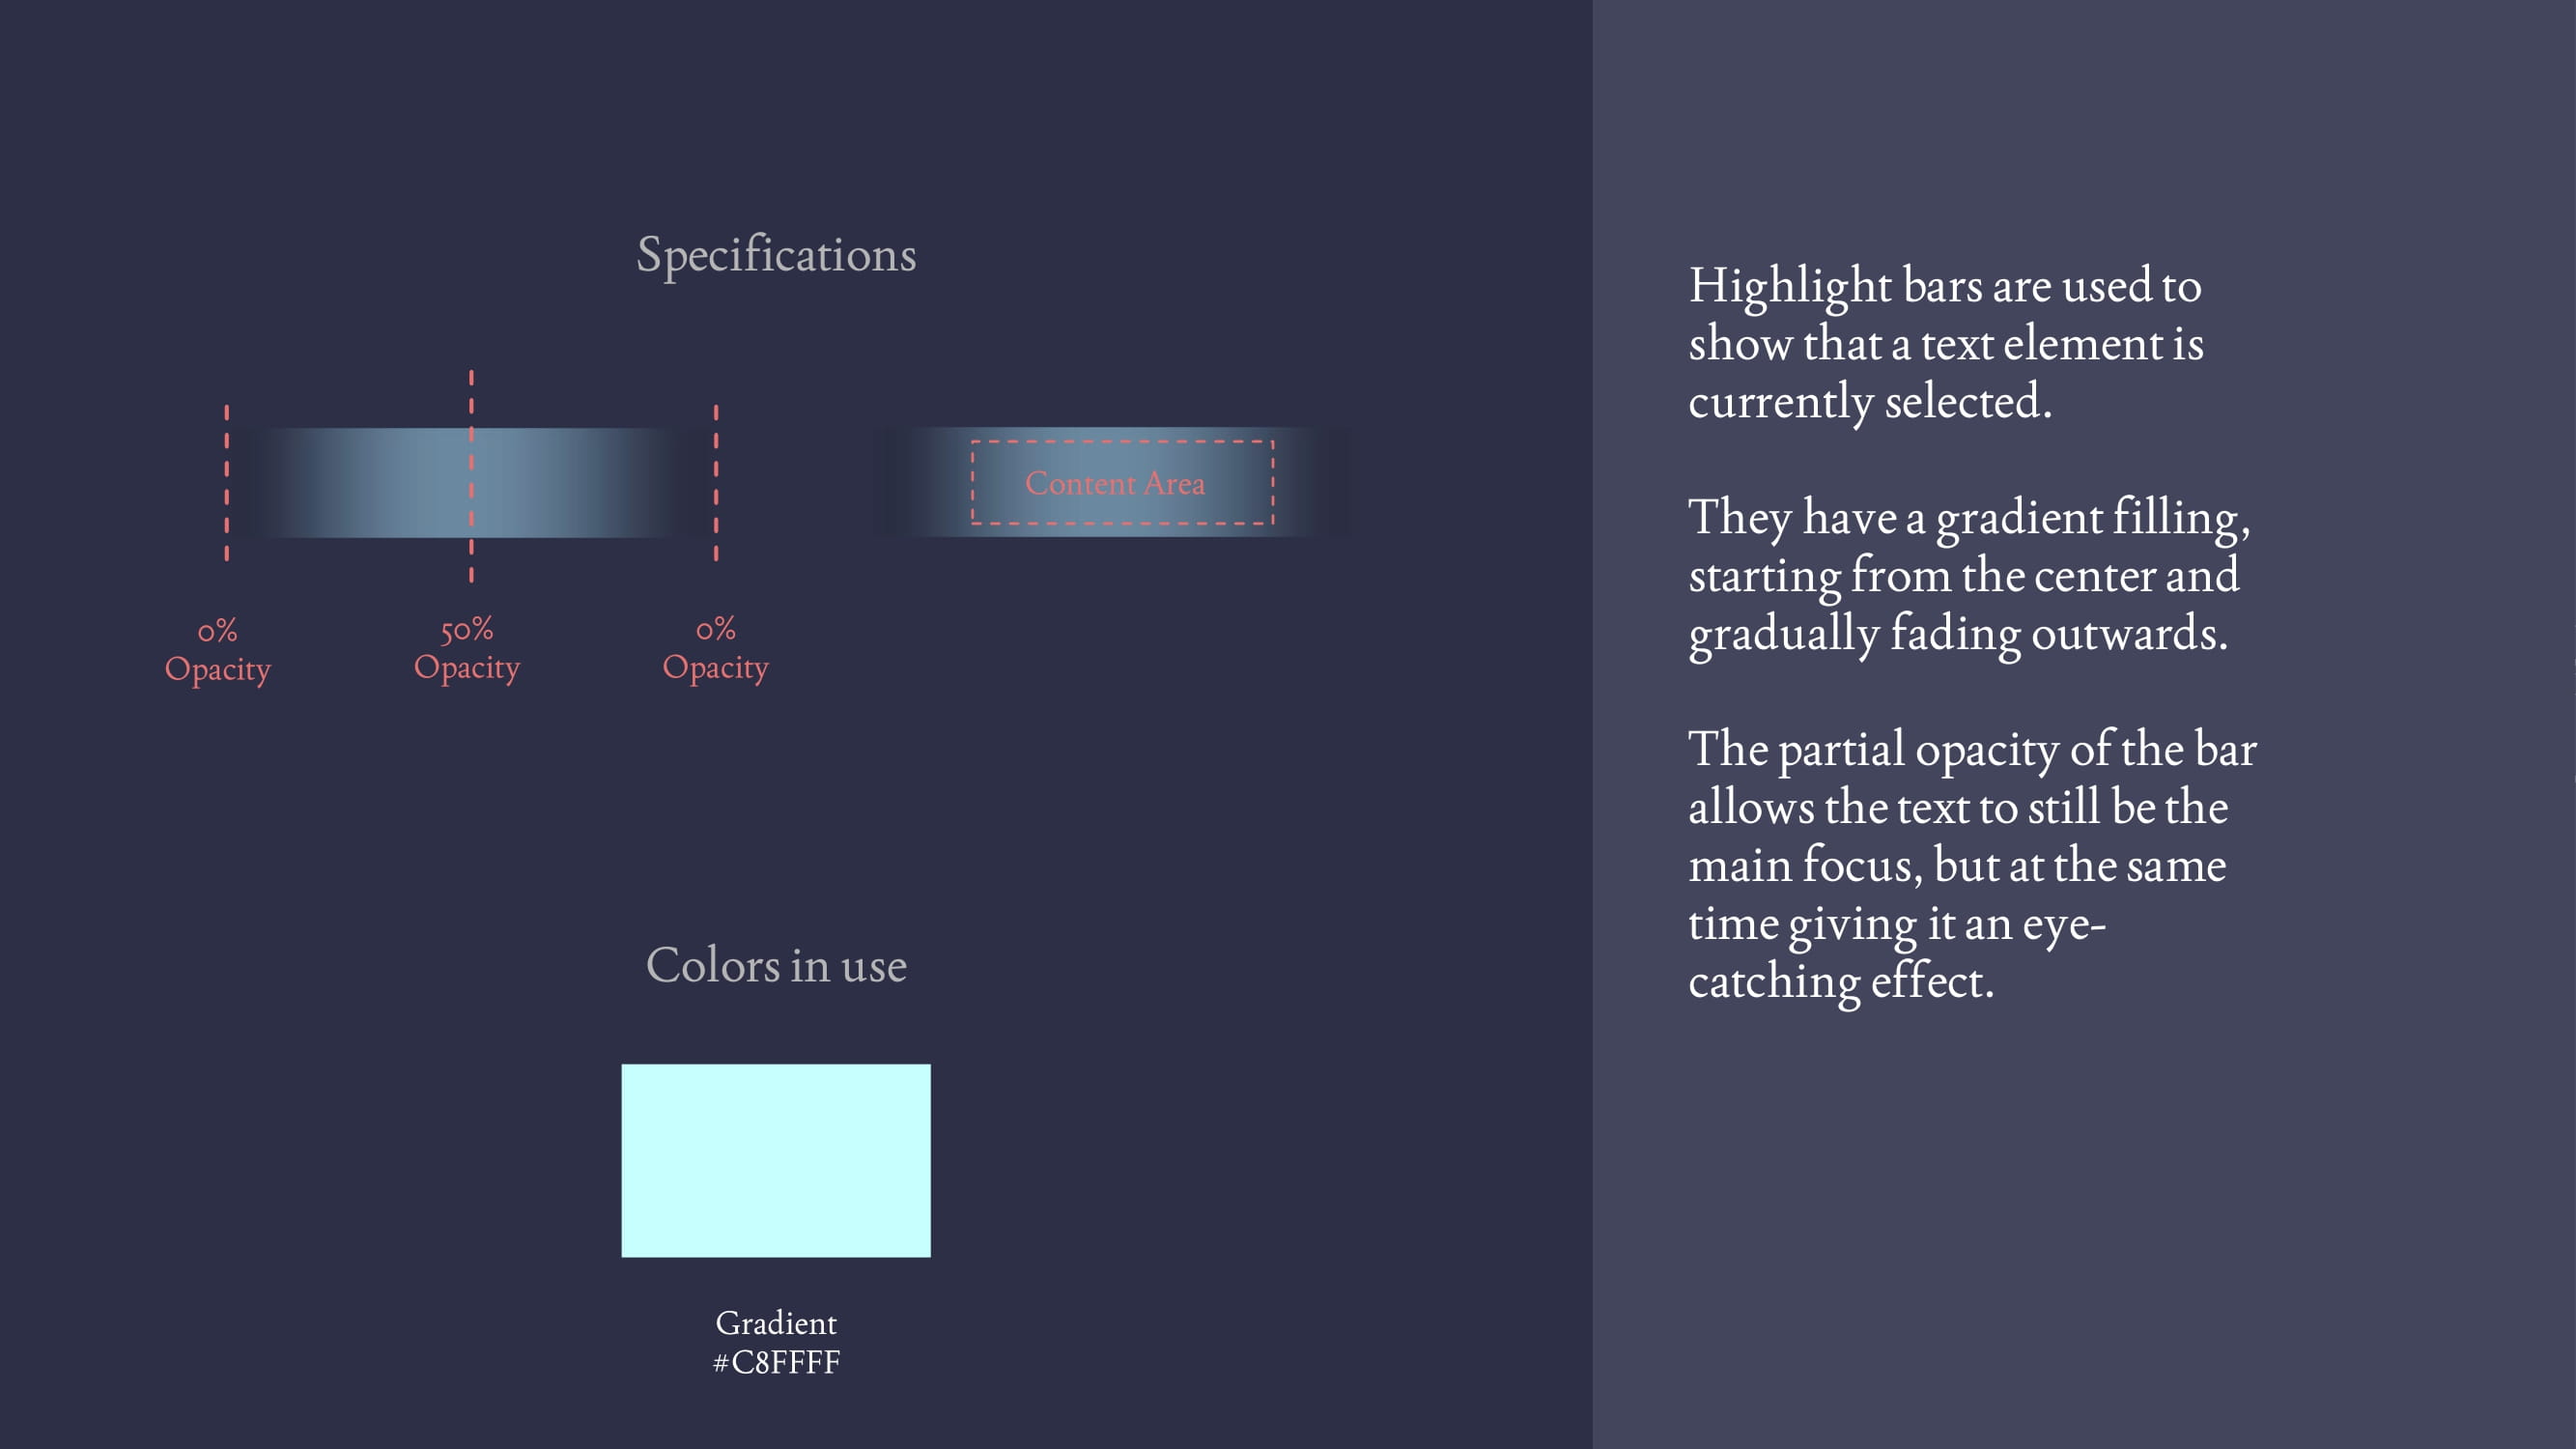 Specifications
0%
Opacity
50%
Opacity
0%
Opacity
Content Area
Colors in use
Gradient
#C8FFFF
Highlight bars are used to
show that a text element is
currently selected.
They have a gradient filling,
starting from the center and
gradually fading outwards.
The partial opacity of the bar
allows the text to still be the
main focus, but at the same
time giving it an eye-
catching effect.